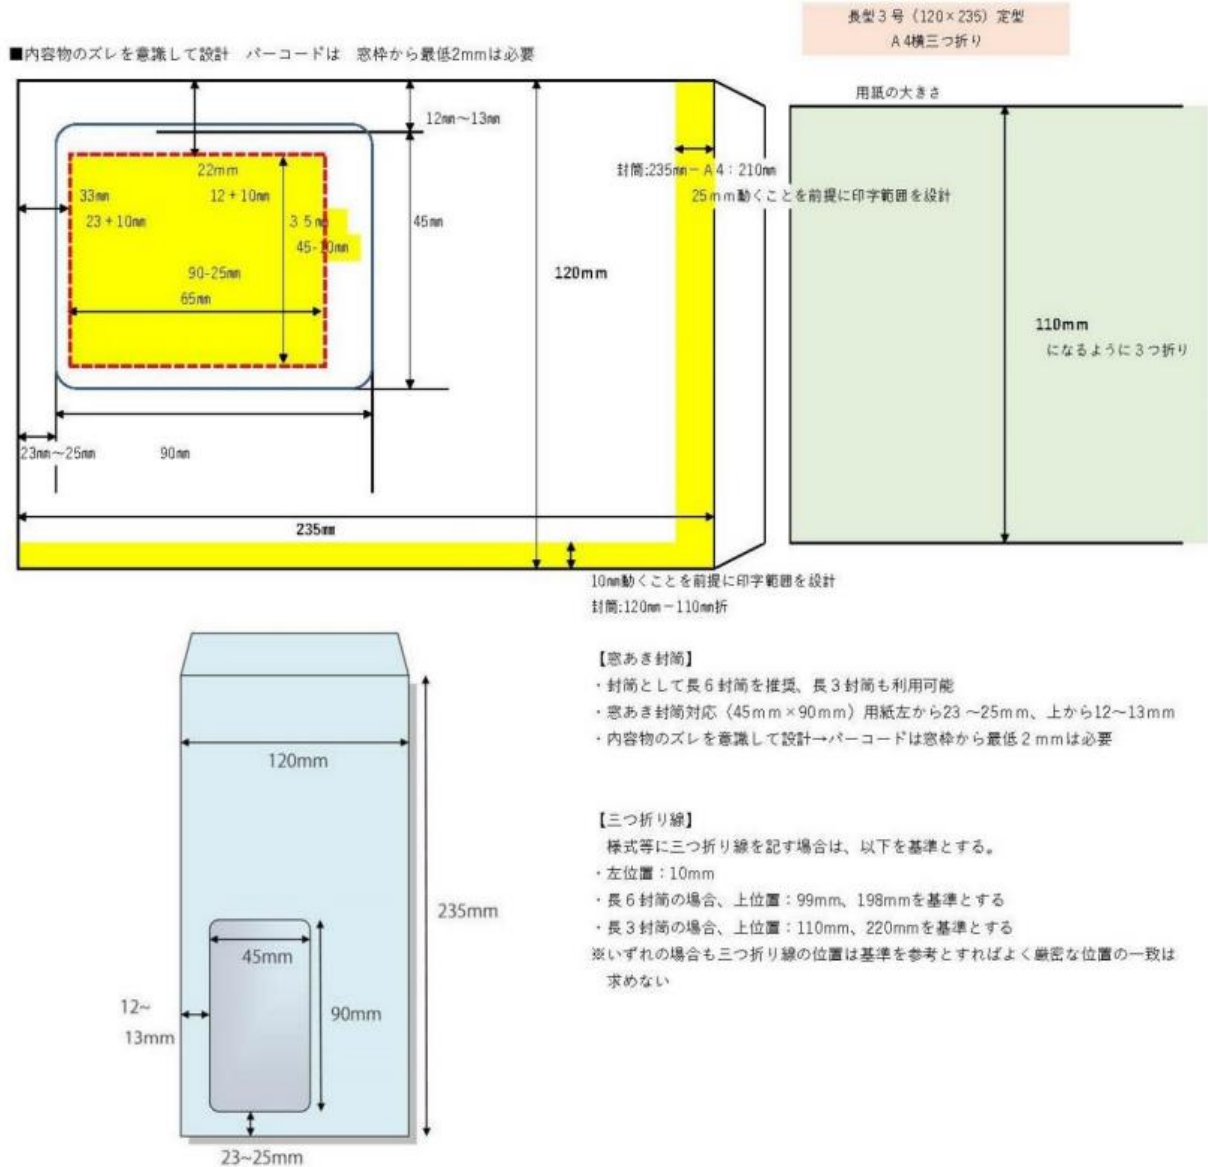 長型3号（120×235）定型
A4横三つ折り
■内容物のズレを意識して設計　バーコードは　窓枠から最低2mmは必要
用紙の大きさ
12㎜～13㎜
22mm
12+10㎜
33㎜
23+10㎜
３５㎜
45-10㎜
45㎜
90-25㎜
65㎜
封筒:235㎜－A4：210㎜
25ｍｍ動くことを前提に印字範囲を設計
120mm
110mm
になるように３つ折り
23㎜～25㎜
90㎜
235㎜
10㎜動くことを前提に印字範囲を設計
封筒:120㎜－110㎜折
【窓あき封筒】
・封筒として長６封筒を推奨、長３封筒も利用可能
・窓あき封筒対応（45ｍｍ×90ｍｍ）用紙左から23～25ｍｍ、上から12～13ｍｍ
・内容物のズレを意識して設計→バーコードは窓枠から最低２ｍｍは必要
【三つ折り線】
様式等に三つ折り線を記す場合は、以下を基準とする。
・左位置：10mm
・長６封筒の場合、上位置：99mm、198mmを基準とする
・長３封筒の場合、上位置：110mm、220mmを基準とする
※いずれの場合も三つ折り線の位置は基準を参考とすればよく厳密な位置の一致は
求めない
120mm
235mm
45mm
90mm
12~
13mm
23~25mm